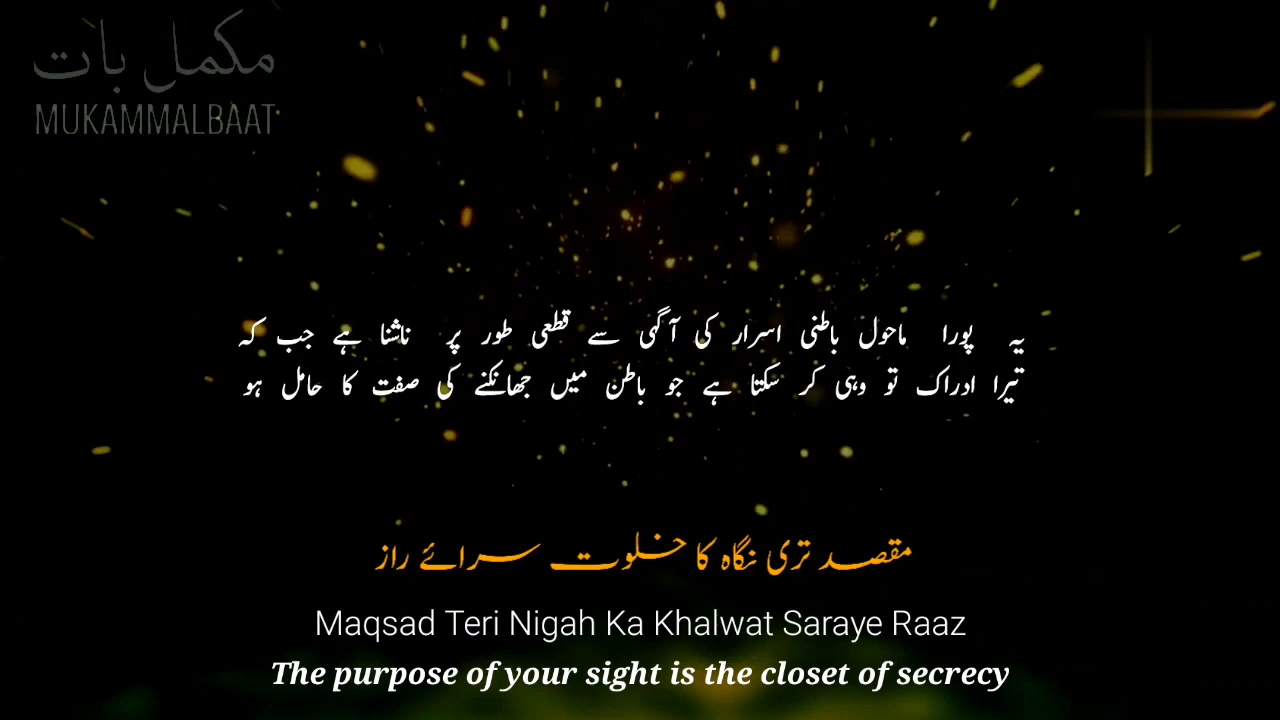 مکمل بات
MUKAMMALBAAT
یہ پورا ماحول باطنی اسرار کی آگہی سے قطعی طور پر ناشنا ہے جب کہ
تیرا ادراک تو وہی کر سکتا ہے جو باطن میں جھانکنے کی صفت کا حامل ہو
مقصد تری نگاہ کا خلوت سرائے راز
Maqsad Teri Nigah Ka Khalwat Saraye Raaz
The purpose of your sight is the closet of secrecy